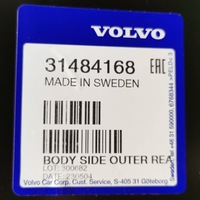 VOLVO
31484168
MADE IN SWEDEN
EAC
BODY SIDE OUTER REA
LOT: 300682
DATE: 230504
Volvo Car Corp. Cust. Service, S-405 31 Göteborg